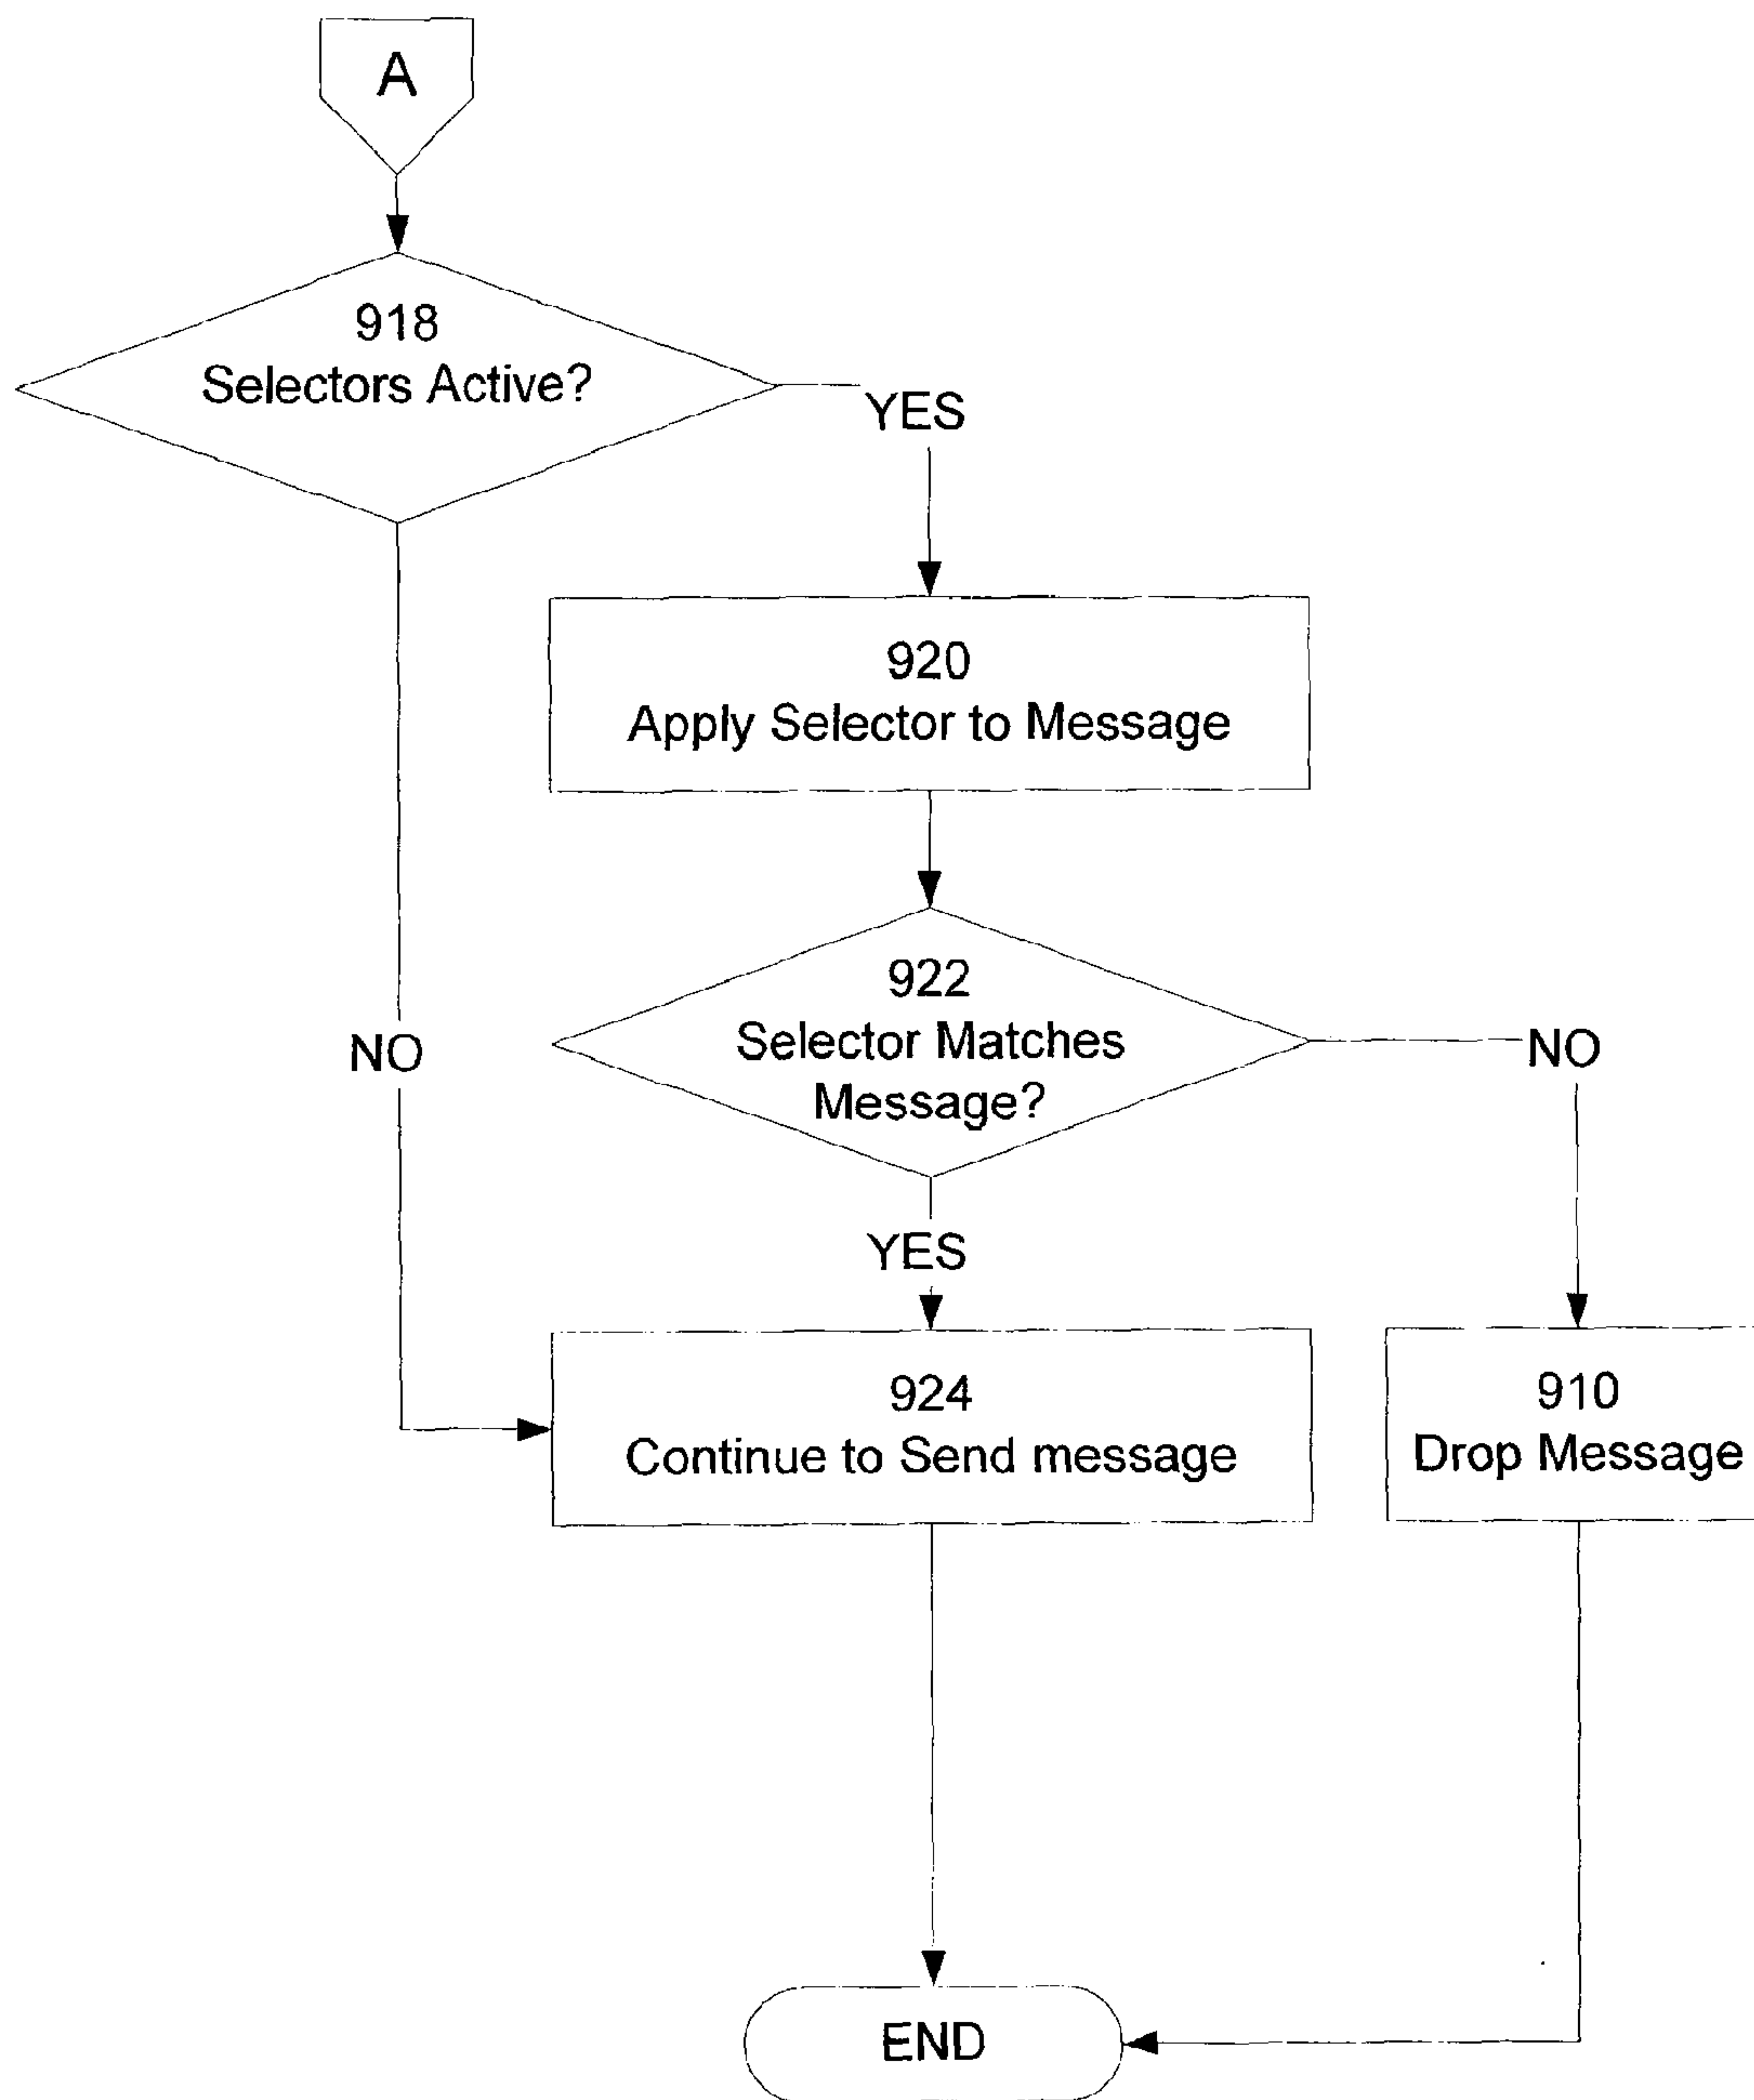 A
918
Selectors Active?
YES
920
Apply Selector to Message
922
Selector Matches
Message?
NO
NO
YES
924
Continue to Send message
910
Drop Message
END